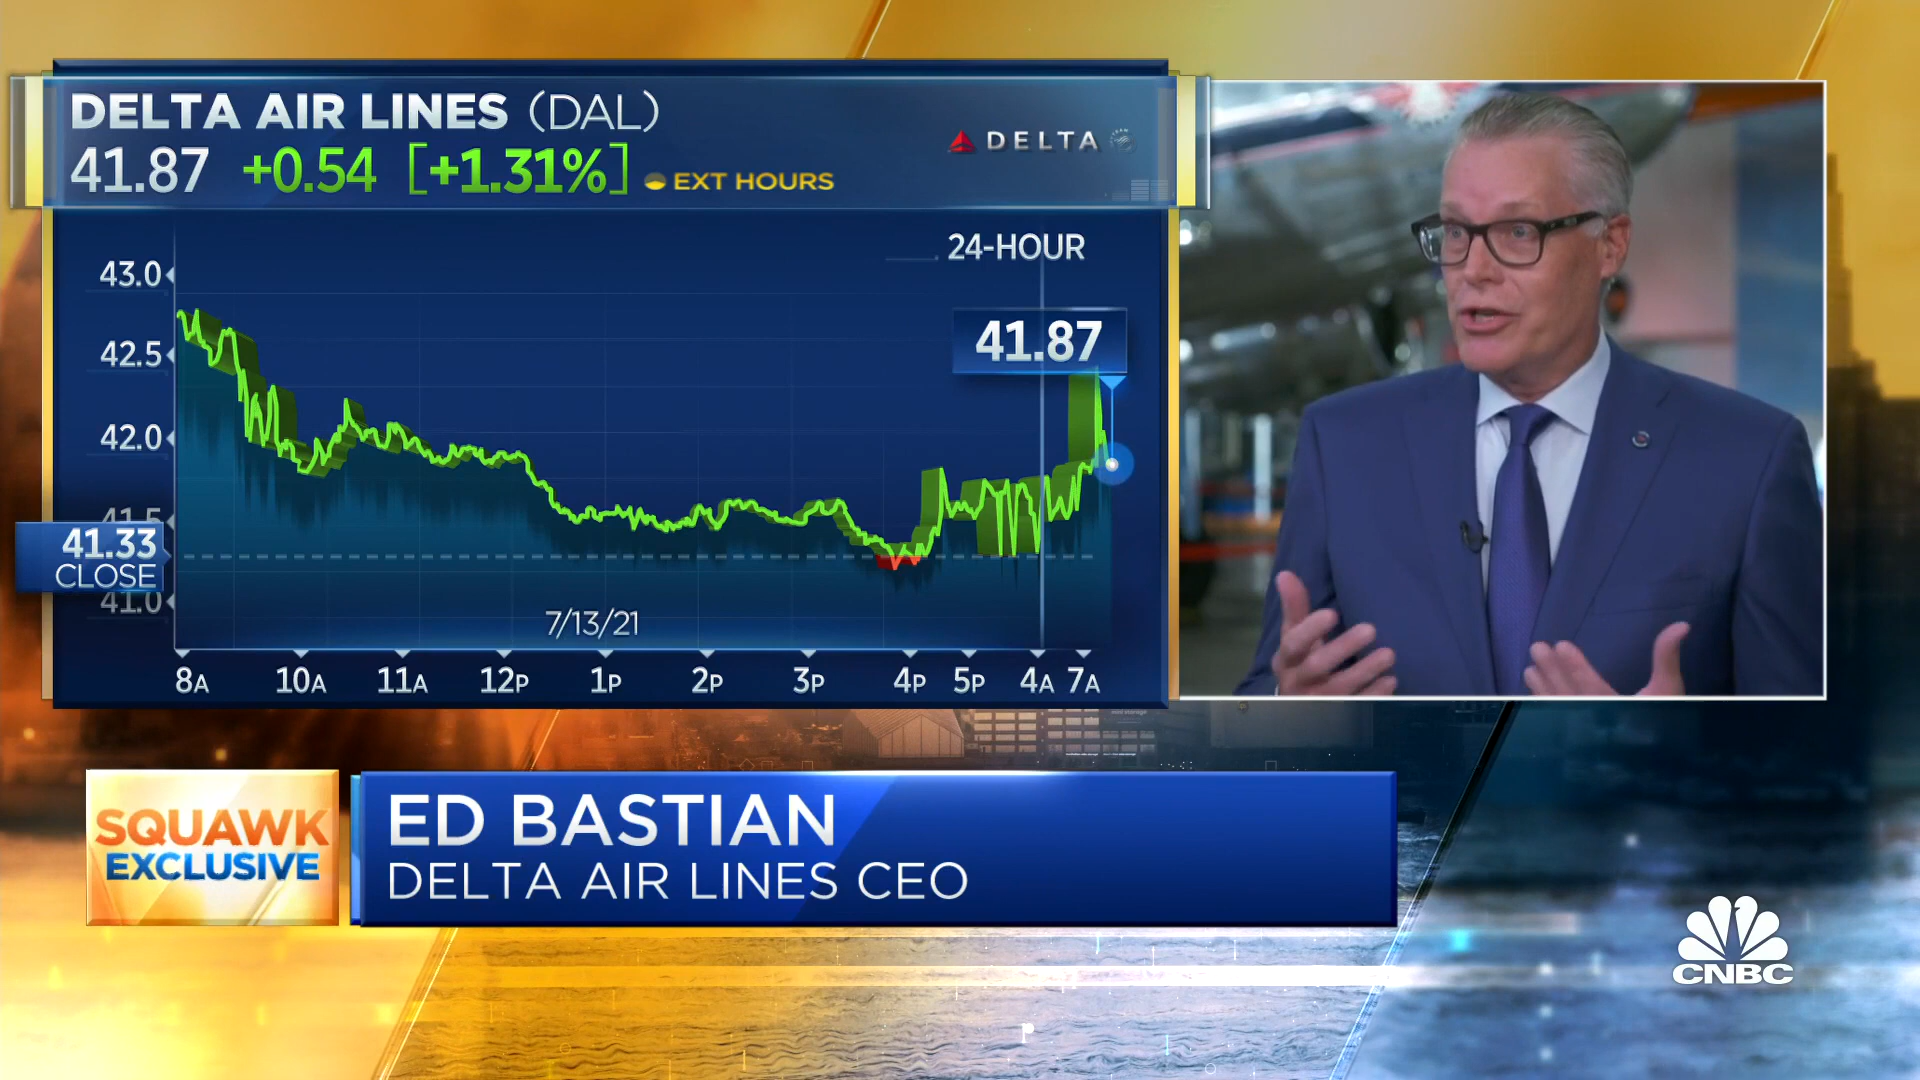 DELTA AIR LINES (DAL)
41.87 +0.54 [+1.31%] EXT HOURS
DELTA
24-HOUR
43.0
42.5
42.0
41.5
41.0
41.87
41.33
CLOSE
7/13/21
8A 10A 11A 12P 1P 2P 3P 4P 5P 4A 7A
SQUAWK
EXCLUSIVE
ED BASTIAN
DELTA AIR LINES CEO
CNBC